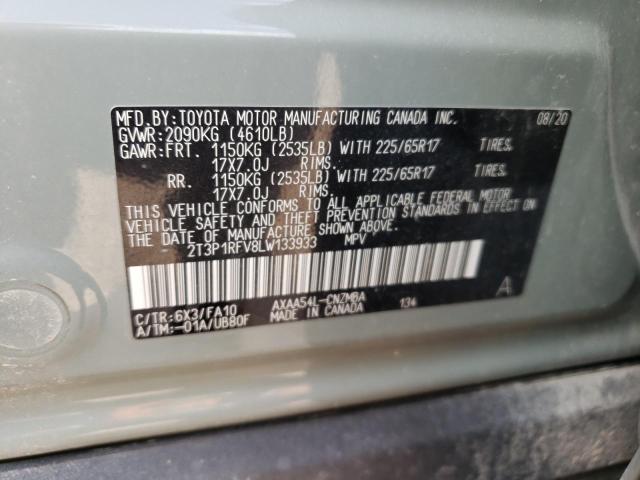 MFD.BY:TOYOTA MOTOR MANUFACTURING CANADA INC. 08/20
GVWR:2090KG (4610LB)
GAWR:FRT. 1150KG (2535LB) WITH 225/65R17 TIRES.
17X7.0J RIMS.
RR. 1150KG (2535LB) WITH 225/65R17 TIRES.
17X7.0J RIMS.
THIS VEHICLE CONFORMS TO ALL APPLICABLE FEDERAL MOTOR
VEHICLE SAFETY AND THEFT PREVENTION STANDARDS IN EFFECT
ON THE DATE OF MANUFACTURE SHOWN ABOVE.
2T3P1RFV8LW133933 MPV
C/TR:6X3/FA10 AXAA54L-CNZMBA 134 A
A/TM:-01A/UB80F MADE IN CANADA